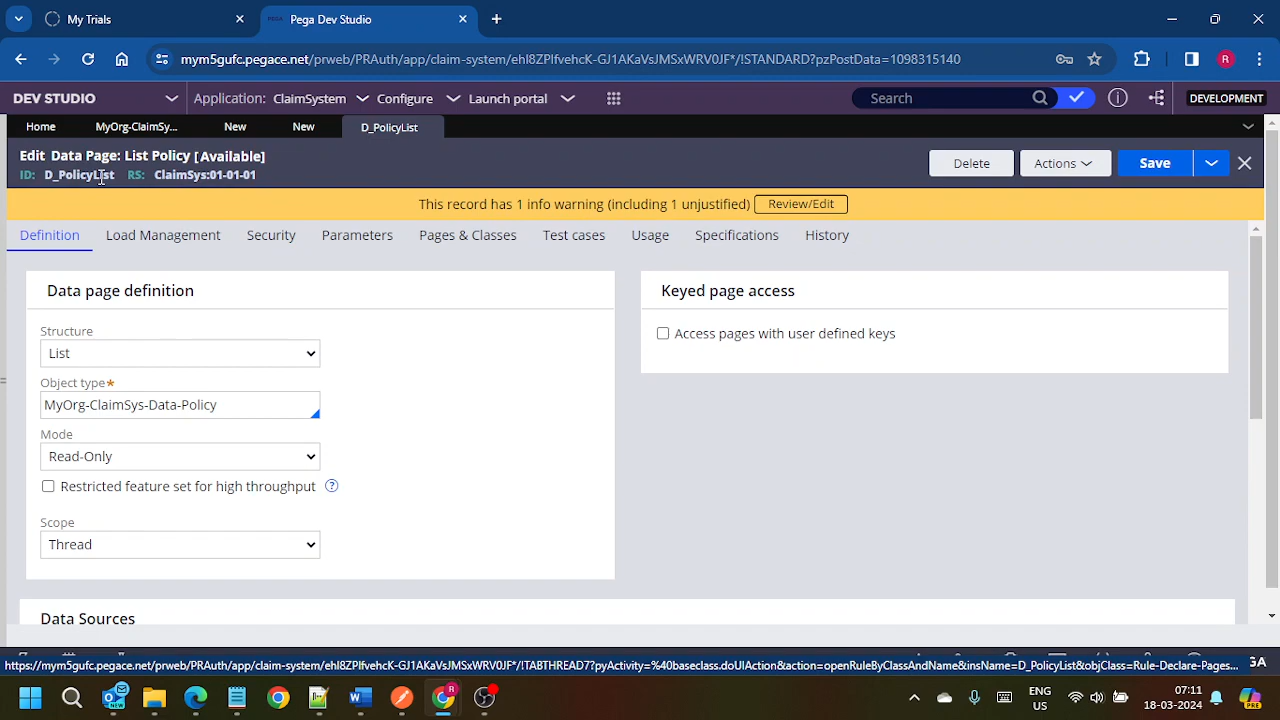 My Trials
PEGA Pega Dev Studio
mym5gufc.pegace.net/prweb/PRAuth/app/claim-system/ehl8ZPlfvehcK-GJ1AKaVsJMSxWRV0JF*/!STANDARD?pzPostData=1098315140
R
DEV STUDIO Application: ClaimSystem Configure Launch portal Search DEVELOPMENT
Home MyOrg-ClaimSy... New New D_PolicyList
Edit Data Page: List Policy [Available]
ID: D_PolicyList RS: ClaimSys:01-01-01
Delete Actions Save
This record has 1 info warning (including 1 unjustified) Review/Edit
Definition Load Management Security Parameters Pages & Classes Test cases Usage Specifications History
Data page definition
Keyed page access
Structure
List
Access pages with user defined keys
Object type*
MyOrg-ClaimSys-Data-Policy
Mode
Read-Only
Restricted feature set for high throughput ?
Scope
Thread
Data Sources
https://mym5gufc.pegace.net/prweb/PRAuth/app/claim-system/ehl8ZPlfvehcK-GJ1AKaVsJMSxWRV0JF*/!TABTHREAD7?pyActivity=%40baseclass.doUIAction&action=openRuleByClassAndName&insName=D_PolicyList&objClass=Rule-Declare-Pages...
GA
ENG
US
07:11
18-03-2024
PRE